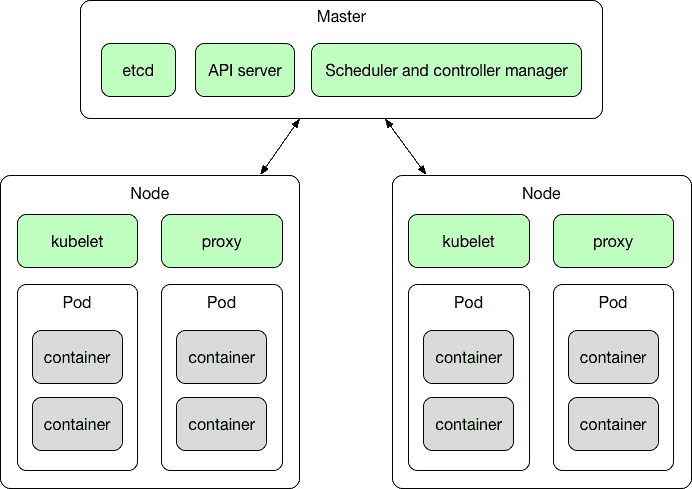 Master
etcd
API server
Scheduler and controller manager
Node
kubelet
proxy
Pod
container
container
Pod
container
container
Node
kubelet
proxy
Pod
container
container
Pod
container
container